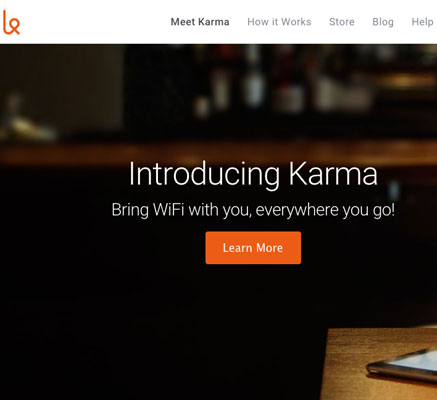 Meet Karma How it Works Store Blog Help
Introducing Karma
Bring WiFi with you, everywhere you go!
Learn More